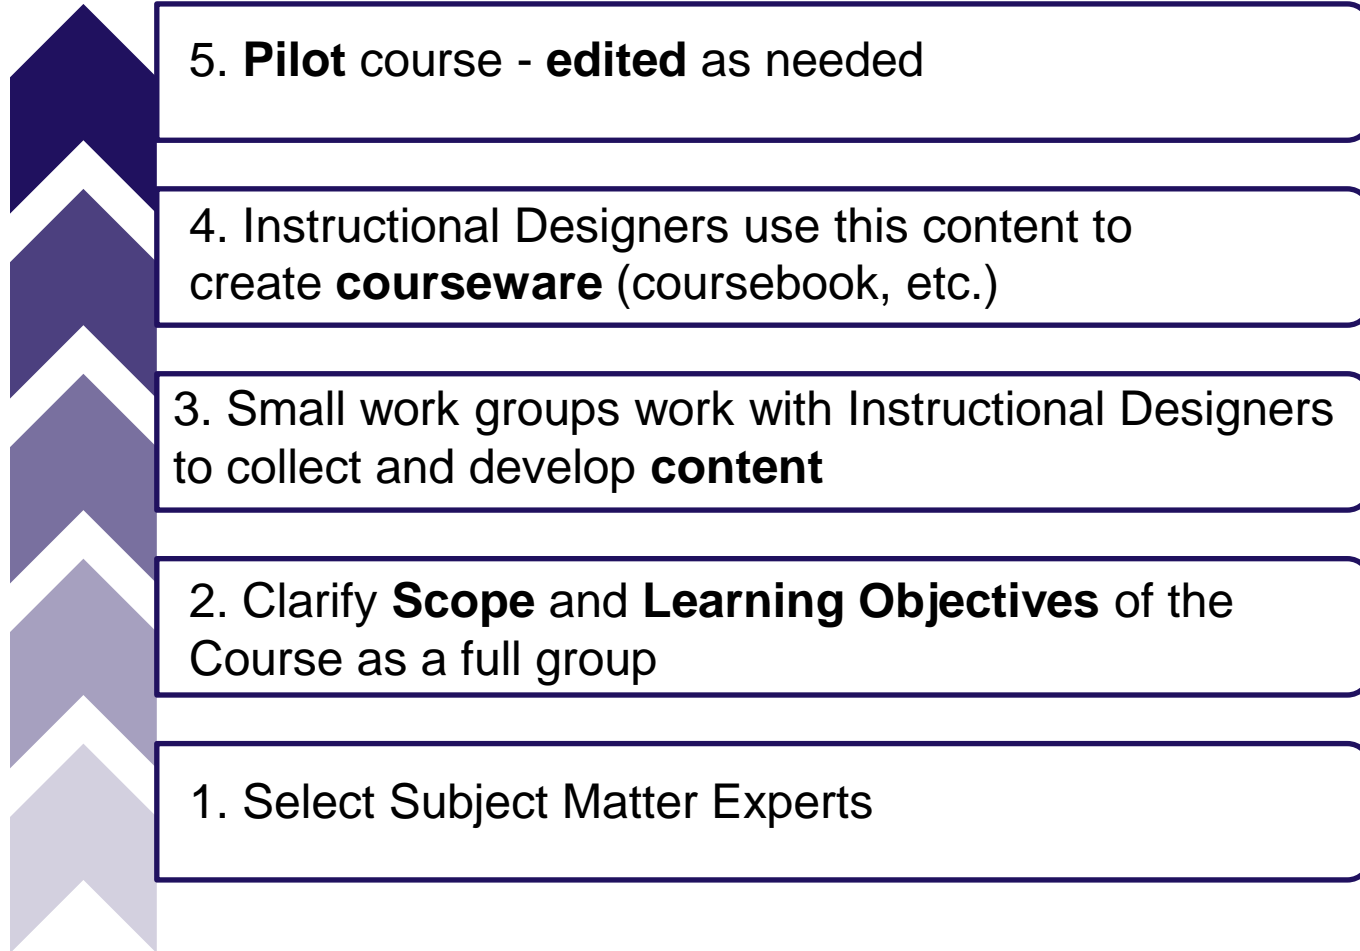 5. Pilot course - edited as needed
4. Instructional Designers use this content to
create courseware (coursebook, etc.)
3. Small work groups work with Instructional Designers
to collect and develop content
2. Clarify Scope and Learning Objectives of the
Course as a full group
1. Select Subject Matter Experts